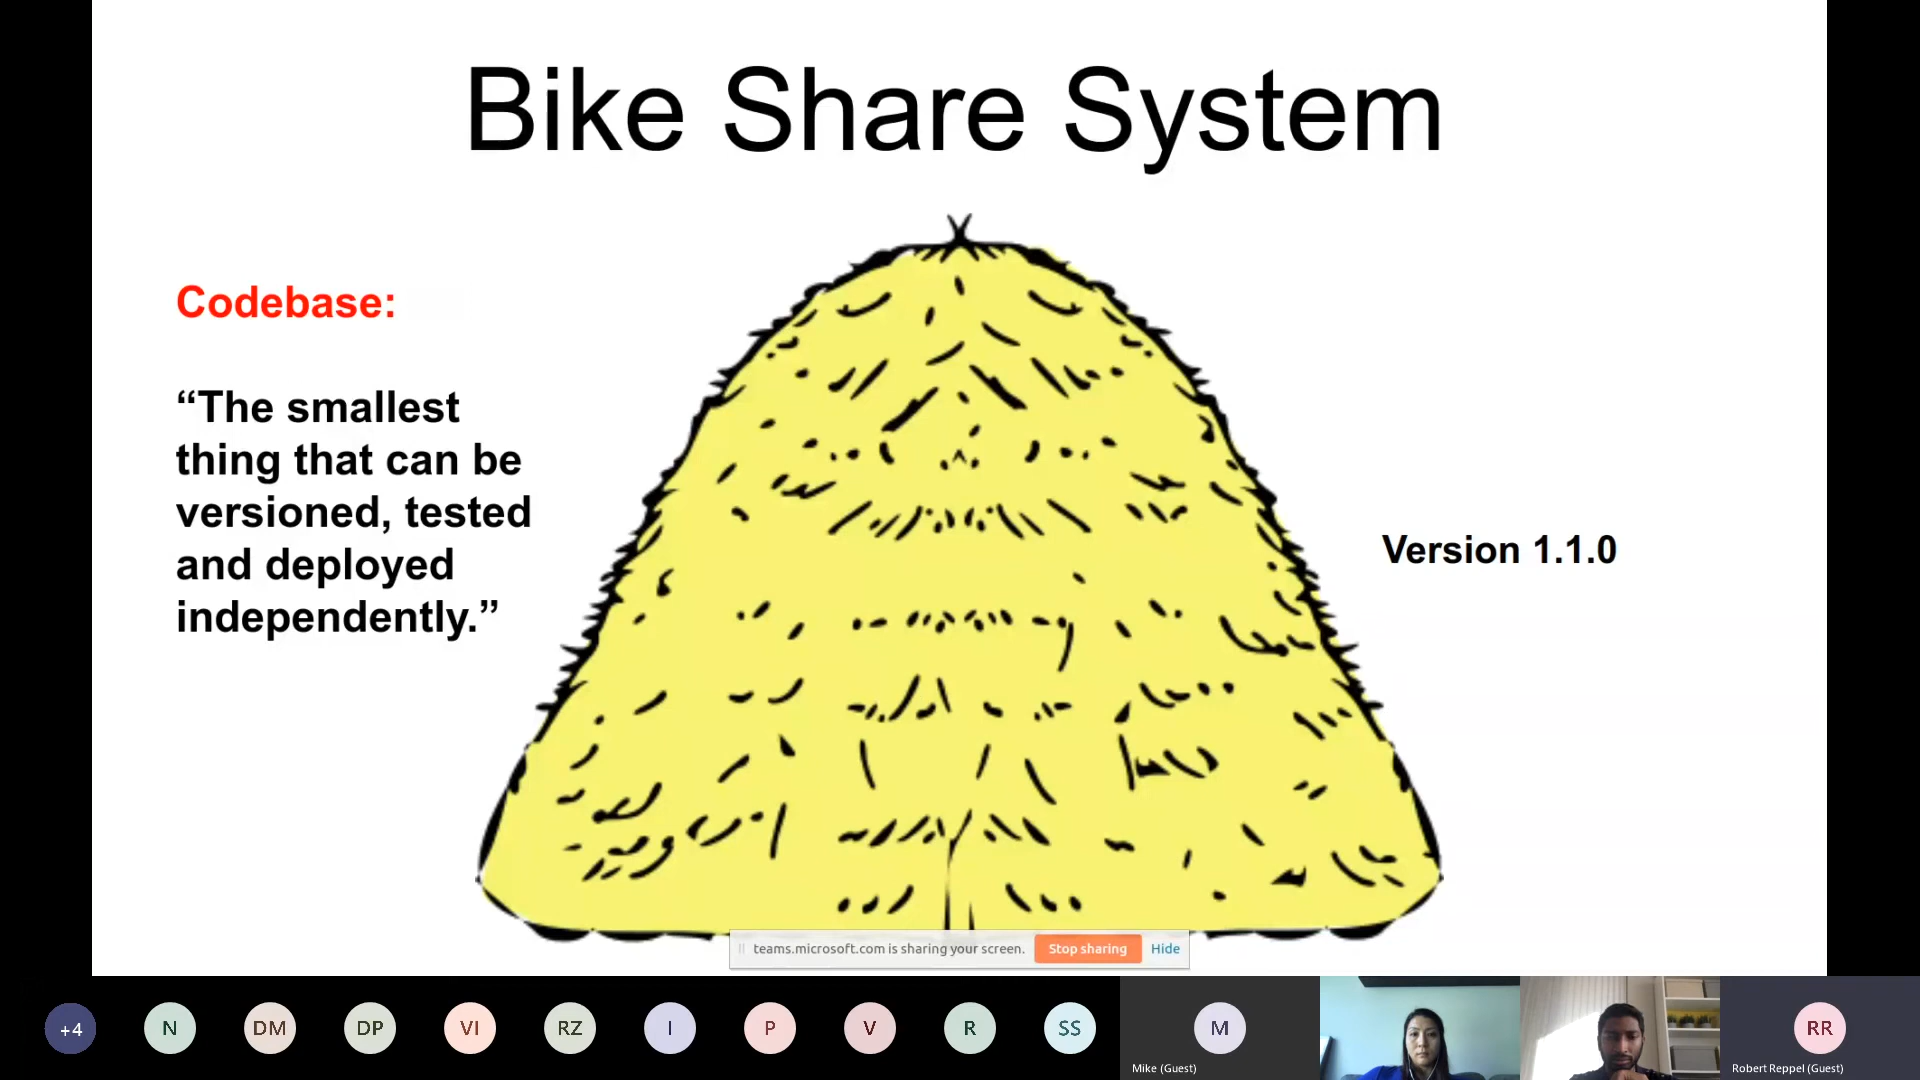 Bike Share System
Codebase:
“The smallest
thing that can be
versioned, tested
and deployed
independently.”
Version 1.1.0
teams.microsoft.com is sharing your screen. Stop sharing Hide
+4 N DM DP VI RZ I P V R SS M RR
Mike (Guest) Robert Reppel (Guest)